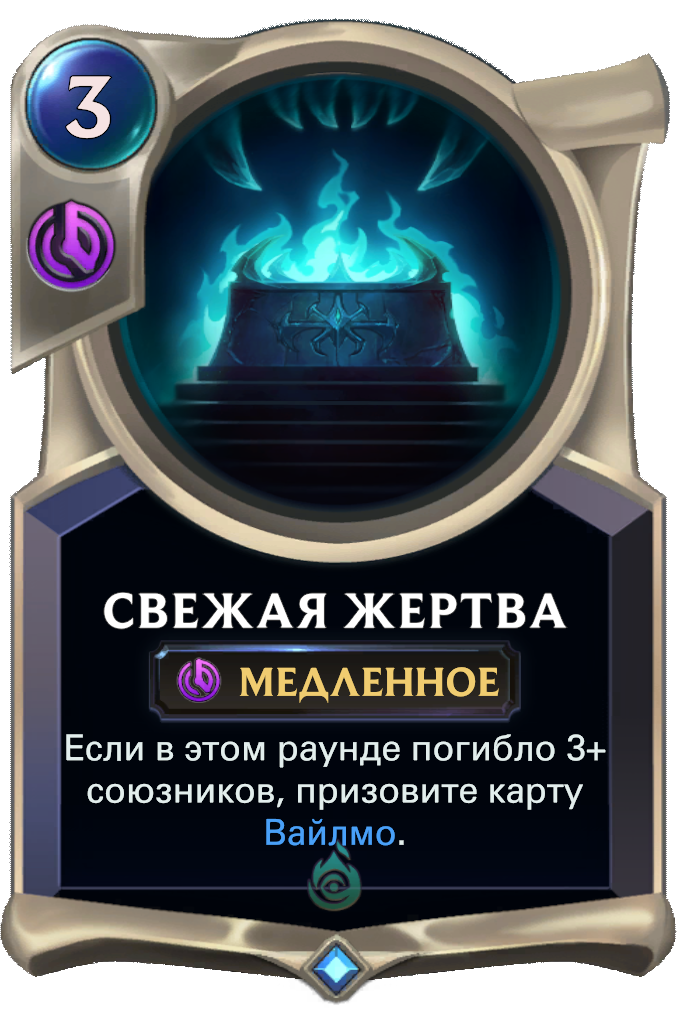 3
СВЕЖАЯ ЖЕРТВА
МЕДЛЕННОЕ
Если в этом раунде погибло 3+
союзников, призовите карту
Вайлмо.